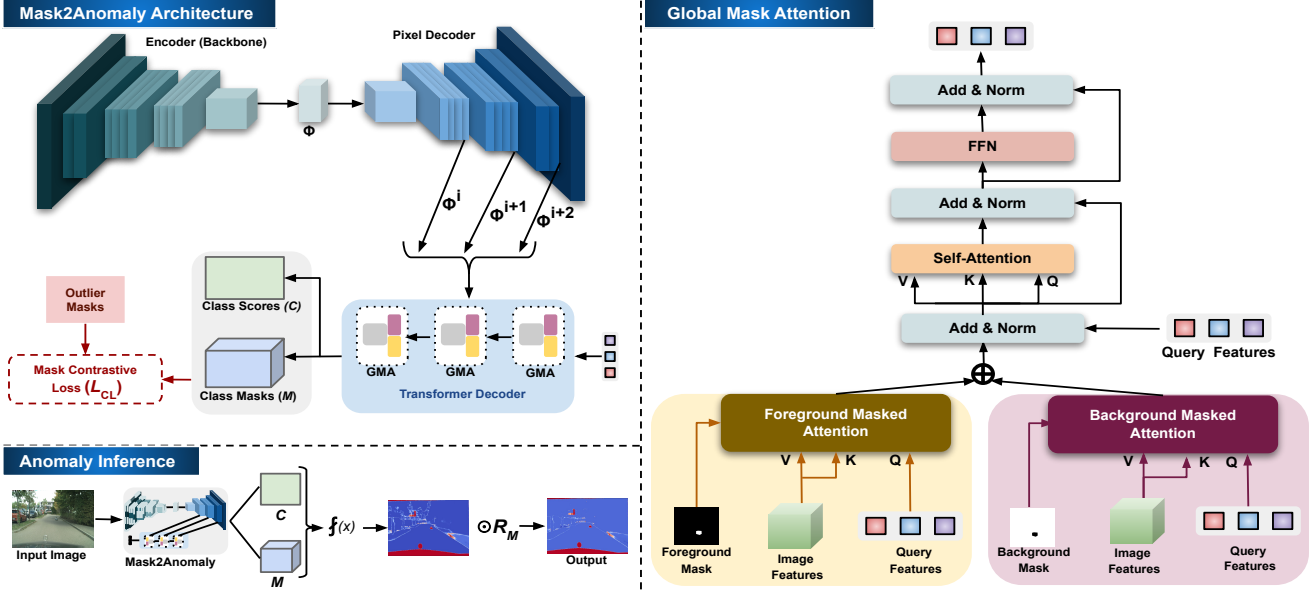 Mask2Anomaly Architecture
Encoder (Backbone)
Pixel Decoder
Φ
Φi
Φi+1
Φi+2
Outlier
Masks
Mask Contrastive
Loss (LCL)
Class Scores (C)
Class Masks (M)
GMA
GMA
GMA
Transformer Decoder
Anomaly Inference
Input Image
Mask2Anomaly
C
M
f(x)
⊙RM
Output
Global Mask Attention
Add & Norm
FFN
Add & Norm
Self-Attention
V
K
Q
Add & Norm
Query Features
⊕
Foreground Masked
Attention
V
K
Q
Foreground
Mask
Image
Features
Query
Features
Background Masked
Attention
V
K
Q
Background
Mask
Image
Features
Query
Features